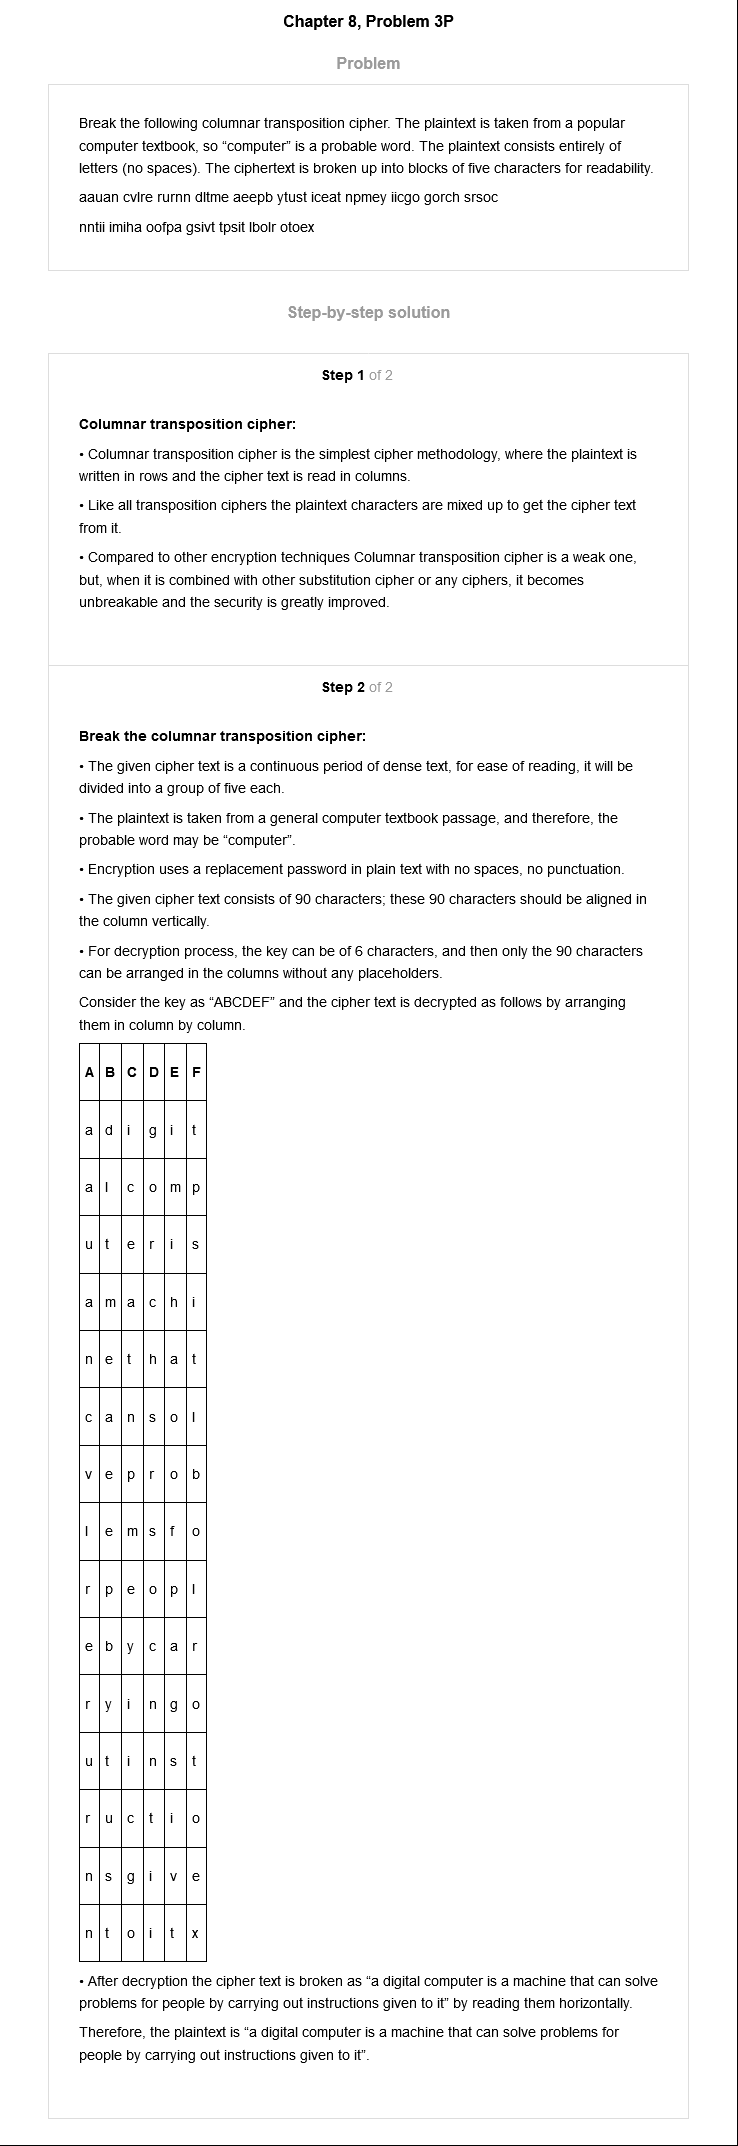 Chapter 8, Problem 3P
Problem
Break the following columnar transposition cipher. The plaintext is taken from a popular
computer textbook, so “computer” is a probable word. The plaintext consists entirely of
letters (no spaces). The ciphertext is broken up into blocks of five characters for readability.
aauan cvlre rurnn dltme aeepb ytust iceat npmey iicgo gorch srsoc
nntii imiha oofpa gsivt tpsit lbolr otoex
Step-by-step solution
Step 1 of 2
Columnar transposition cipher:
• Columnar transposition cipher is the simplest cipher methodology, where the plaintext is
written in rows and the cipher text is read in columns.
• Like all transposition ciphers the plaintext characters are mixed up to get the cipher text
from it.
• Compared to other encryption techniques Columnar transposition cipher is a weak one,
but, when it is combined with other substitution cipher or any ciphers, it becomes
unbreakable and the security is greatly improved.
Step 2 of 2
Break the columnar transposition cipher:
• The given cipher text is a continuous period of dense text, for ease of reading, it will be
divided into a group of five each.
• The plaintext is taken from a general computer textbook passage, and therefore, the
probable word may be “computer”.
• Encryption uses a replacement password in plain text with no spaces, no punctuation.
• The given cipher text consists of 90 characters; these 90 characters should be aligned in
the column vertically.
• For decryption process, the key can be of 6 characters, and then only the 90 characters
can be arranged in the columns without any placeholders.
Consider the key as “ABCDEF” and the cipher text is decrypted as follows by arranging
them in column by column.
A B C D E F
a d i g i t
a l c o m p
u t e r i s
a m a c h i
n e t h a t
c a n s o l
v e p r o b
l e m s f o
r p e o p l
e b y c a r
r y i n g o
u t i n s t
r u c t i o
n s g i v e
n t o i t x
• After decryption the cipher text is broken as “a digital computer is a machine that can solve
problems for people by carrying out instructions given to it” by reading them horizontally.
Therefore, the plaintext is “a digital computer is a machine that can solve problems for
people by carrying out instructions given to it”.